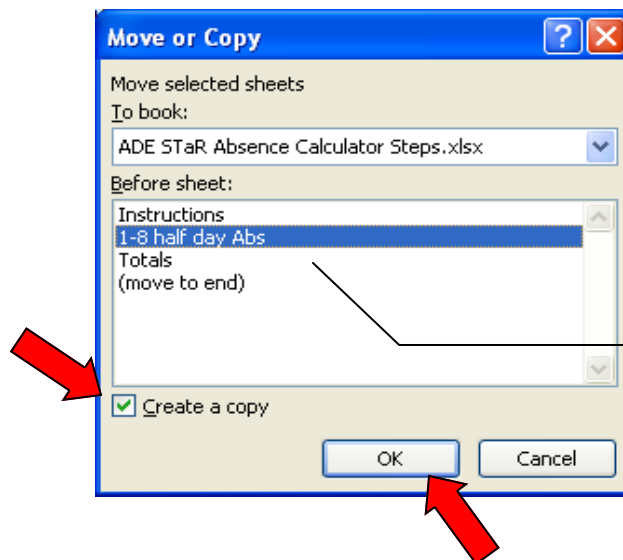 Move or Copy
Move selected sheets
To book:
ADE STaR Absence Calculator Steps.xlsx
Before sheet:
Instructions
1-8 half day Abs
Totals
(move to end)
Create a copy
OK Cancel